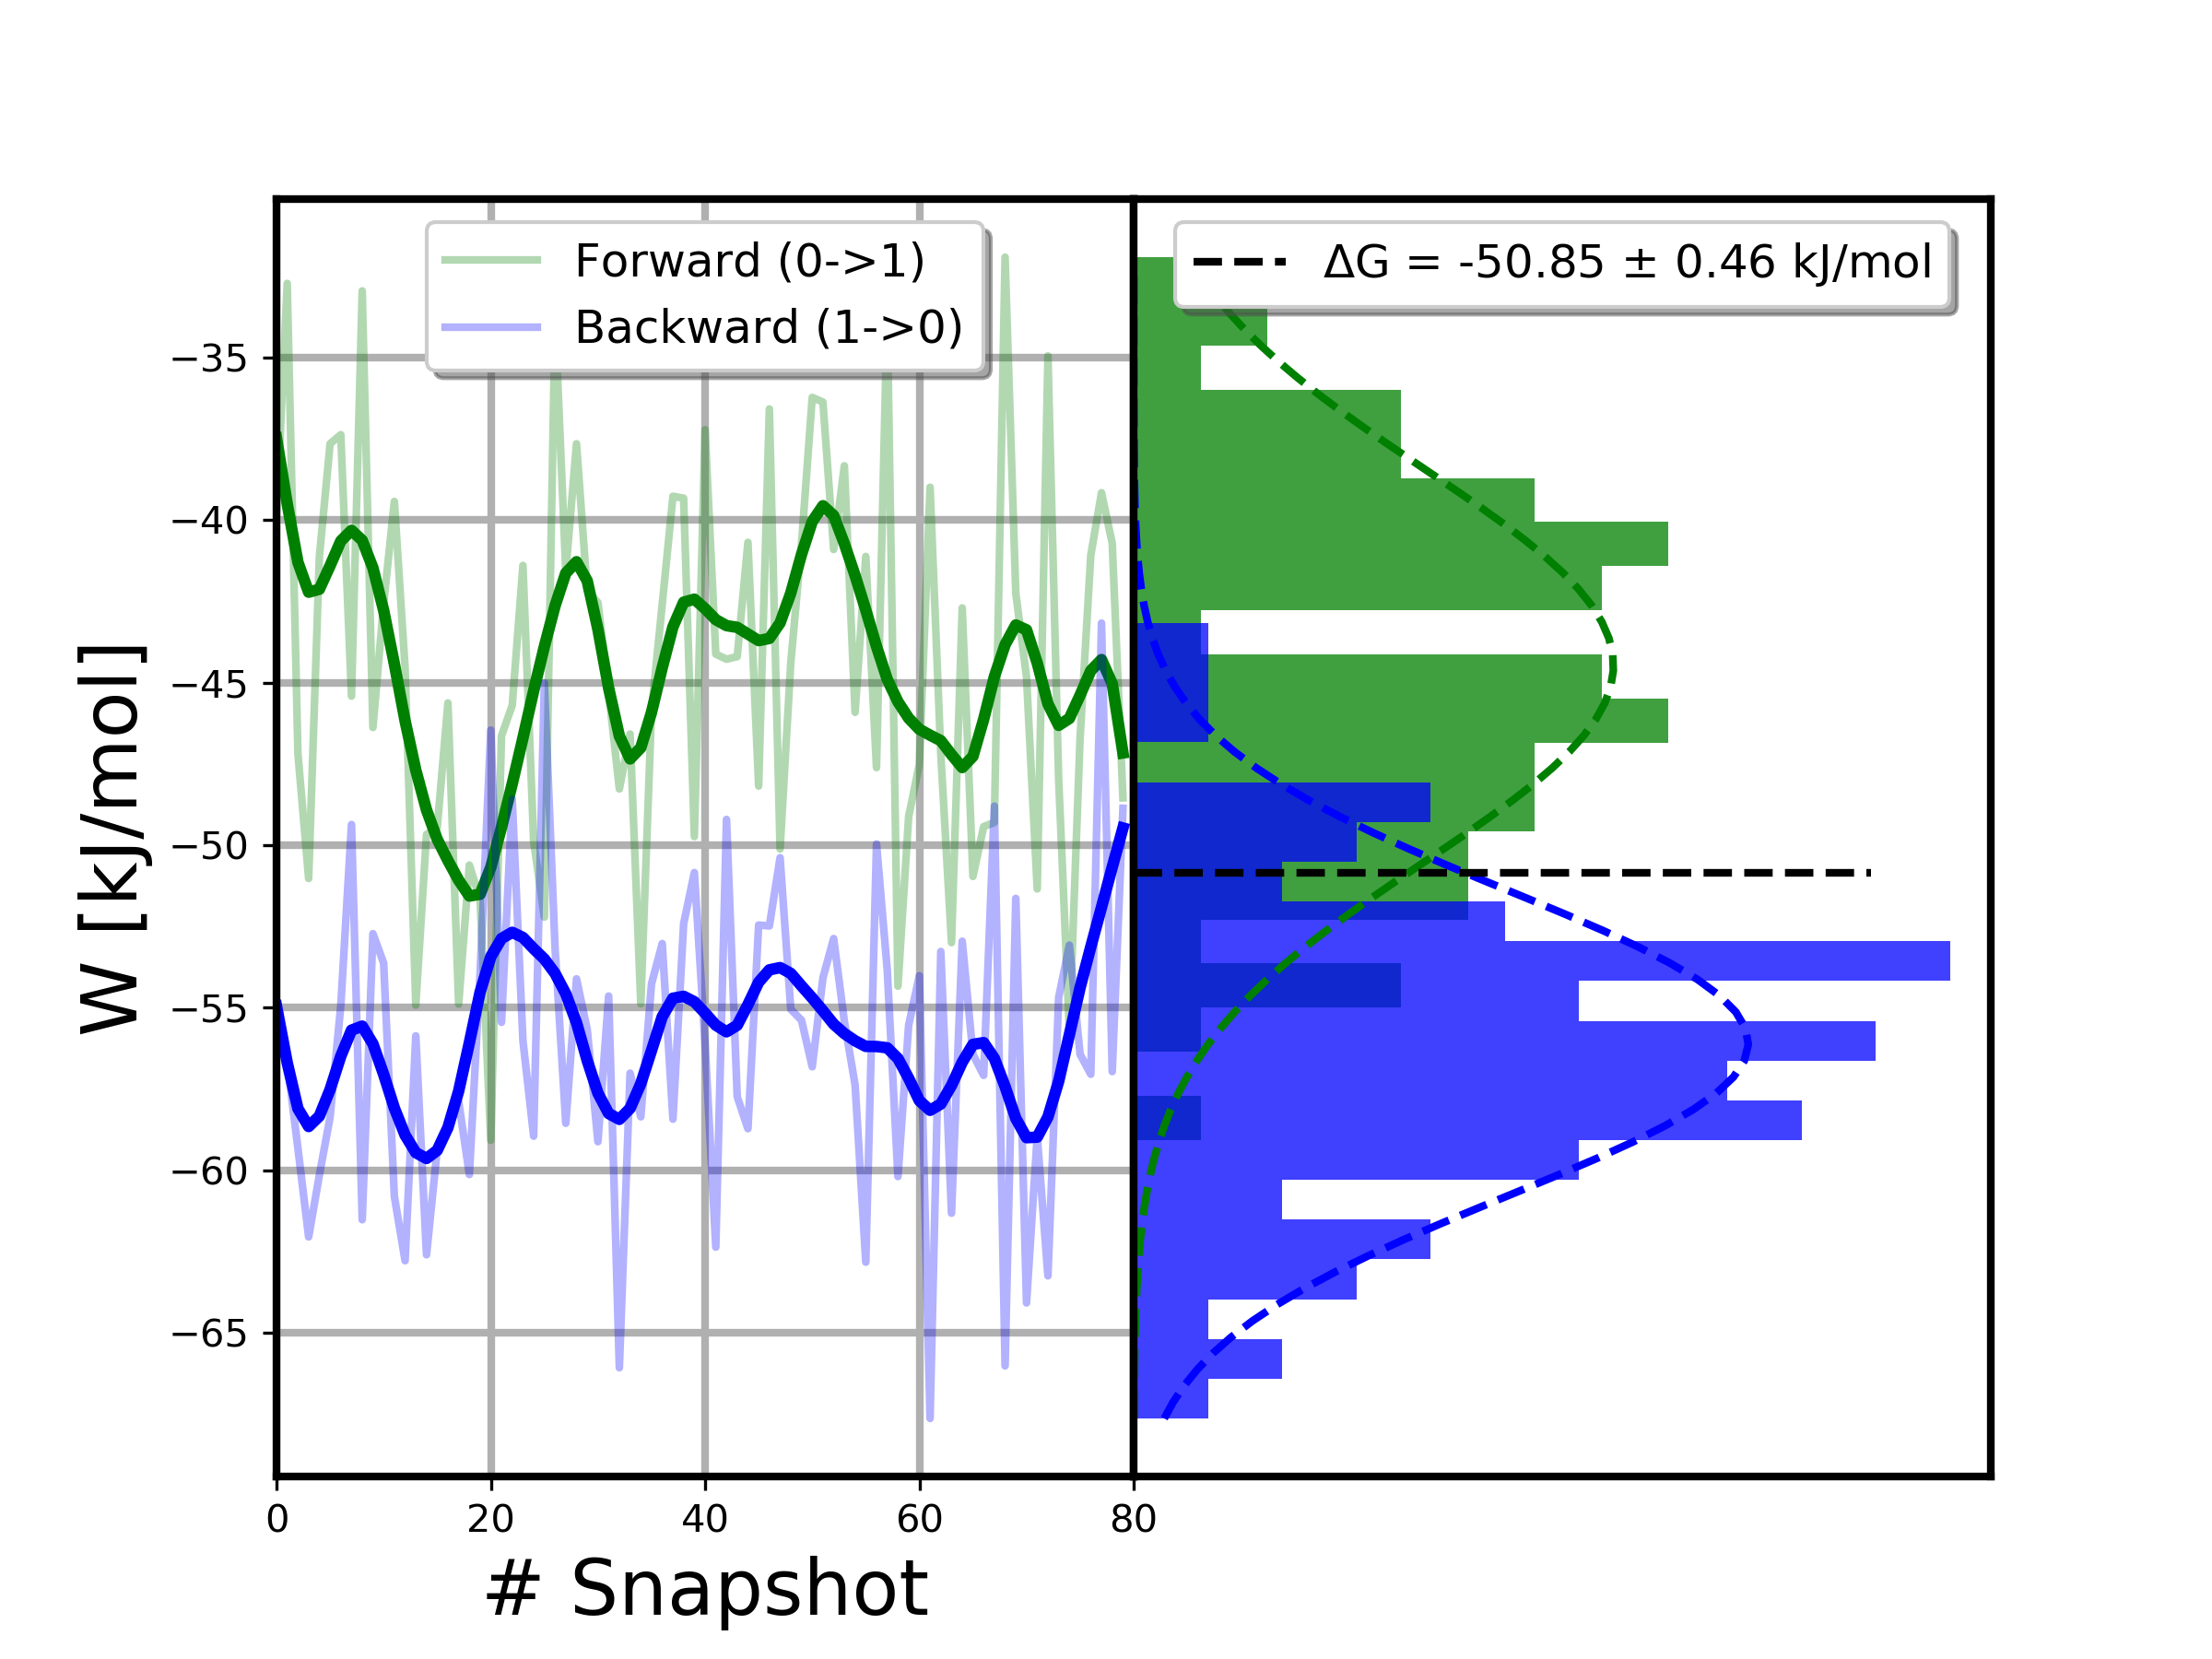 Forward (0->1)
Backward (1->0)
ΔG = -50.85 ± 0.46 kJ/mol
W [kJ/mol]
−35
−40
−45
−50
−55
−60
−65
0 20 40 60 80
# Snapshot